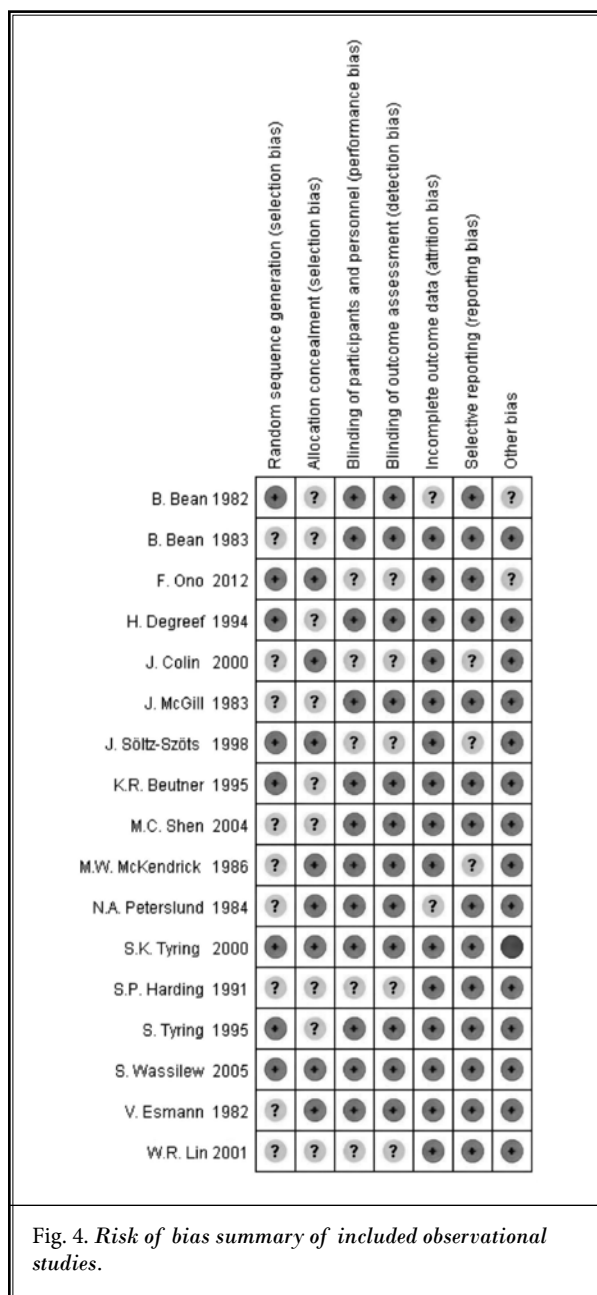 Random sequence generation (selection bias)
Allocation concealment (selection bias)
Blinding of participants and personnel (performance bias)
Blinding of outcome assessment (detection bias)
Incomplete outcome data (attrition bias)
Selective reporting (reporting bias)
Other bias
B. Bean 1982 + ? + + ? + ?
B. Bean 1983 ? ? + + + + +
F. Ono 2012 + + ? ? + + ?
H. Degreef 1994 + ? + + + + +
J. Colin 2000 ? + ? ? + ? +
J. McGill 1983 ? ? + + + + +
J. Söltz-Szöts 1998 + + ? ? + ? +
K.R. Beutner 1995 + ? + + + + +
M.C. Shen 2004 ? ? + + + + +
M.W. McKendrick 1986 ? + + + + ? +
N.A. Peterslund 1984 ? + + + ? + +
S.K. Tyring 2000 + + + + + +
S.P. Harding 1991 ? ? ? ? + + +
S. Tyring 1995 + ? + + + + +
S. Wassilew 2005 + + + + + + +
V. Esmann 1982 ? + + + + + +
W.R. Lin 2001 ? ? ? ? + + +
Fig. 4. Risk of bias summary of included observational
studies.